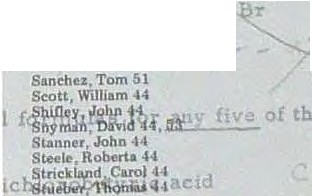 Br
Sanchez, Tom 51
Scott, William 44
Shifley, John 44
l for any five of th
Snyman, David 44, 53
Stanner, John 44
Steele, Roberta 44
Strickland, Carol 44
acid C
Stueber, Thomas 44